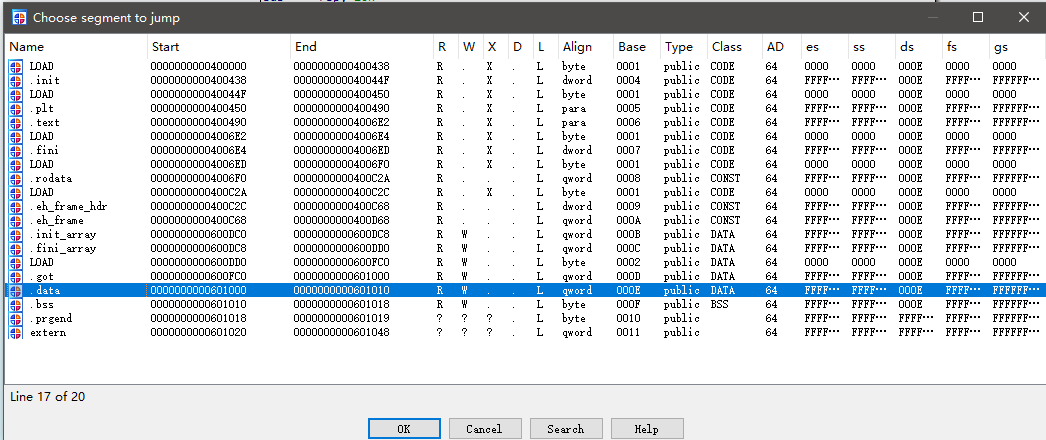 Choose segment to jump
Name Start End R W X D L Align Base Type Class AD es ss ds fs gs
LOAD 0000000000400000 0000000000400438 R . X . L byte 0001 public CODE 64 0000 0000 000E 0000 0000
.init 0000000000400438 000000000040044F R . X . L dword 0004 public CODE 64 FFFF… FFFF… 000E FFFF… FFFFFF…
LOAD 000000000040044F 0000000000400450 R . X . L byte 0001 public CODE 64 0000 0000 000E 0000 0000
.plt 0000000000400450 0000000000400490 R . X . L para 0005 public CODE 64 FFFF… FFFF… 000E FFFF… FFFFFF…
.text 0000000000400490 00000000004006E2 R . X . L para 0006 public CODE 64 FFFF… FFFF… 000E FFFF… FFFFFF…
LOAD 00000000004006E2 00000000004006E4 R . X . L byte 0001 public CODE 64 0000 0000 000E 0000 0000
.fini 00000000004006E4 00000000004006ED R . X . L dword 0007 public CODE 64 FFFF… FFFF… 000E FFFF… FFFFFF…
LOAD 00000000004006ED 00000000004006F0 R . X . L byte 0001 public CODE 64 0000 0000 000E 0000 0000
.rodata 00000000004006F0 0000000000400C2A R . . . L qword 0008 public CONST 64 FFFF… FFFF… 000E FFFF… FFFFFF…
LOAD 0000000000400C2A 0000000000400C2C R . X . L byte 0001 public CODE 64 0000 0000 000E 0000 0000
.eh_frame_hdr 0000000000400C2C 0000000000400C68 R . . . L dword 0009 public CONST 64 FFFF… FFFF… 000E FFFF… FFFFFF…
.eh_frame 0000000000400C68 0000000000400D68 R . . . L qword 000A public CONST 64 FFFF… FFFF… 000E FFFF… FFFFFF…
.init_array 0000000000600DC0 0000000000600DC8 R W . . L qword 000B public DATA 64 FFFF… FFFF… 000E FFFF… FFFFFF…
.fini_array 0000000000600DC8 0000000000600DD0 R W . . L qword 000C public DATA 64 FFFF… FFFF… 000E FFFF… FFFFFF…
LOAD 0000000000600DD0 0000000000600FC0 R W . . L byte 0002 public DATA 64 0000 0000 000E 0000 0000
.got 0000000000600FC0 0000000000601000 R W . . L qword 000D public DATA 64 FFFF… FFFF… 000E FFFF… FFFFFF…
.data 0000000000601000 0000000000601010 R W . . L qword 000E public DATA 64 FFFF… FFFF… 000E FFFF… FFFFFF…
.bss 0000000000601010 0000000000601018 R W . . L byte 000F public BSS 64 FFFF… FFFF… 000E FFFF… FFFFFF…
.prgend 0000000000601018 0000000000601019 ? ? ? . L byte 0010 public 64 FFFF… FFFF… FFFF… FFFF… FFFFFF…
extern 0000000000601020 0000000000601048 ? ? ? . L qword 0011 public 64 FFFF… FFFF… FFFF… FFFF… FFFFFF…
Line 17 of 20
OK Cancel Search Help